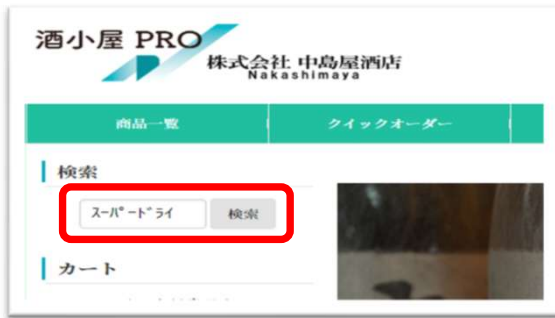 酒小屋 PRO
株式会社 中島屋酒店
Nakashimaya
商品一覧
クイックオーダー
検索
ｽｰﾊﾟｰﾄﾞﾗｲ 検索
カート